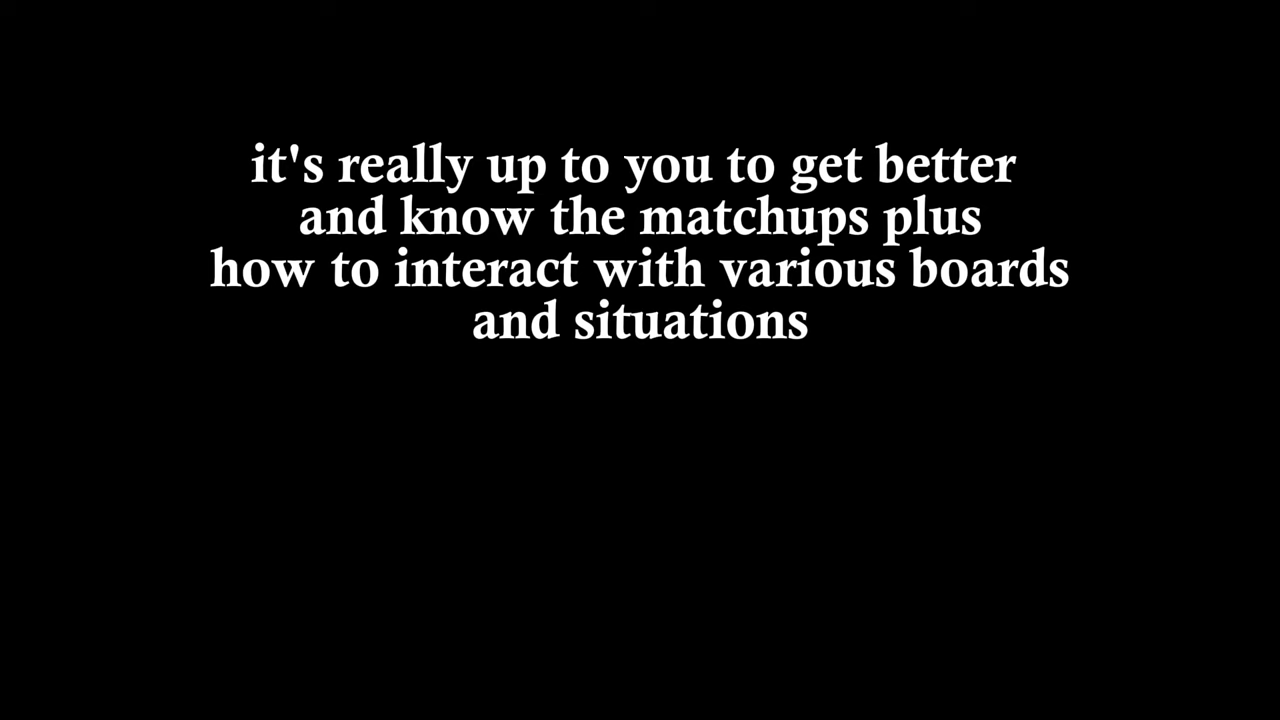 it's really up to you to get better
and know the matchups plus
how to interact with various boards
and situations